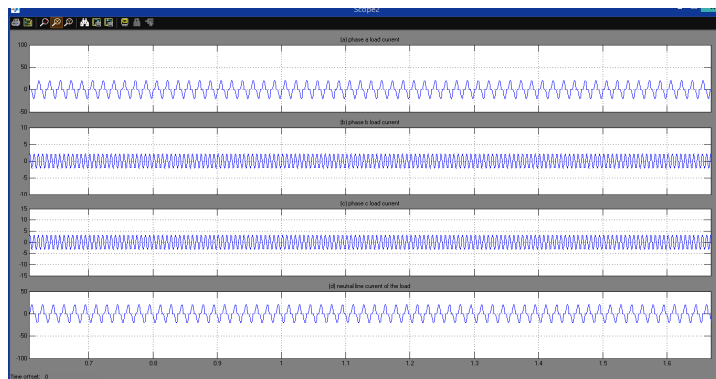 Scope2
(a) phase a load current
100
50
0
-50
(b) phase b load current
10
5
0
-5
-10
(c) phase c load current
15
10
5
0
-5
-10
-15
(d) neutral line current of the load
50
0
-50
-100
0.7 0.8 0.9 1 1.1 1.2 1.3 1.4 1.5 1.6
Time offset: 0